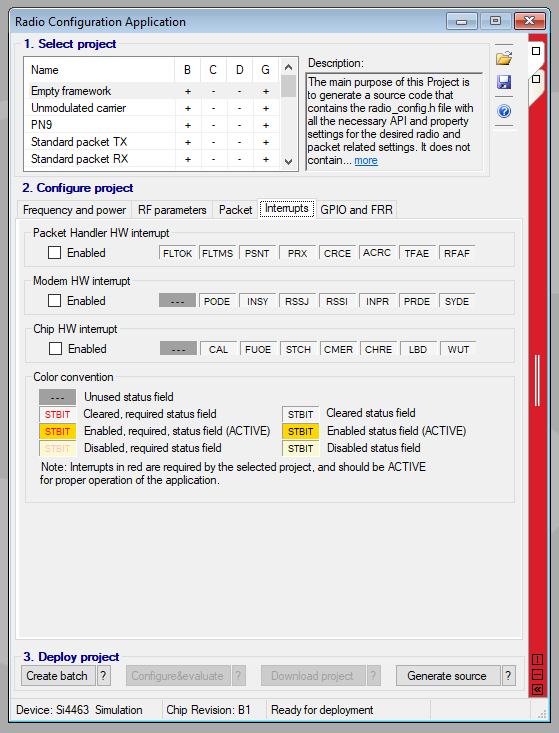 Radio Configuration Application
1. Select project
Name B C D G
Empty framework + - - +
Unmodulated carrier + - - +
PN9 + - - +
Standard packet TX + - - +
Standard packet RX + - - +
Description:
The main purpose of this Project is
to generate a source code that
contains the radio_config.h file with
all the necessary API and property
settings for the desired radio and
packet related settings. It does not
contain... more
2. Configure project
Frequency and power RF parameters Packet Interrupts GPIO and FRR
Packet Handler HW interrupt
Enabled FLTOK FLTMS PSNT PRX CRCE ACRC TFAE RFAF
Modem HW interrupt
Enabled --- PODE INSY RSSJ RSSI INPR PRDE SYDE
Chip HW interrupt
Enabled --- CAL FUOE STCH CMER CHRE LBD WUT
Color convention
--- Unused status field
STBIT Cleared, required status field STBIT Cleared status field
STBIT Enabled, required, status field (ACTIVE) STBIT Enabled status field (ACTIVE)
STBIT Disabled, required status field STBIT Disabled status field
Note: Interrupts in red are required by the selected project, and should be ACTIVE
for proper operation of the application.
3. Deploy project
Create batch ? Configure&evaluate ? Download project ? Generate source ?
Device: Si4463 Simulation Chip Revision: B1 Ready for deployment